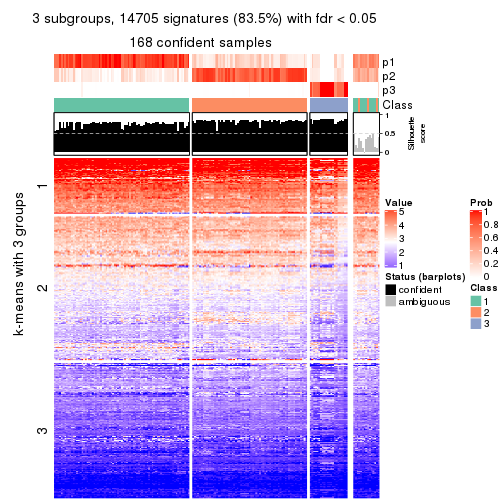 3 subgroups, 14705 signatures (83.5%) with fdr < 0.05
168 confident samples
p1
p2
p3
Class
1
0.5
0
Silhouette
score
k-means with 3 groups
1
2
3
Value
5
4
3
2
1
Status (barplots)
confident
ambiguous
Prob
1
0.8
0.6
0.4
0.2
0
Class
1
2
3